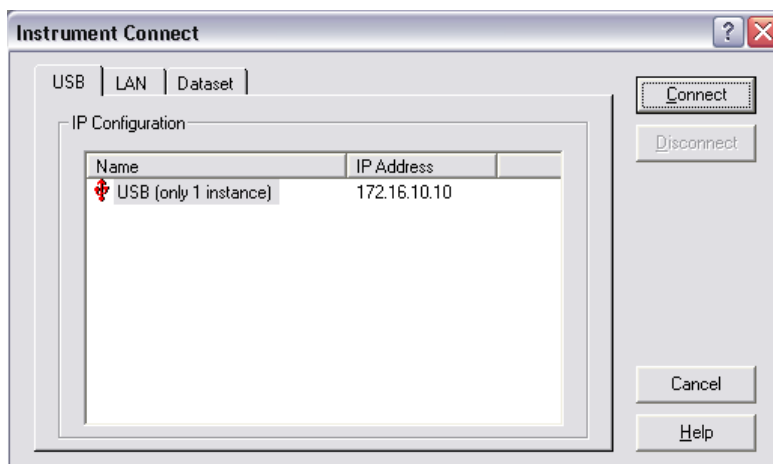 Instrument Connect
USB LAN Dataset
Connect
IP Configuration
Disconnect
Name IP Address
USB (only 1 instance) 172.16.10.10
Cancel
Help